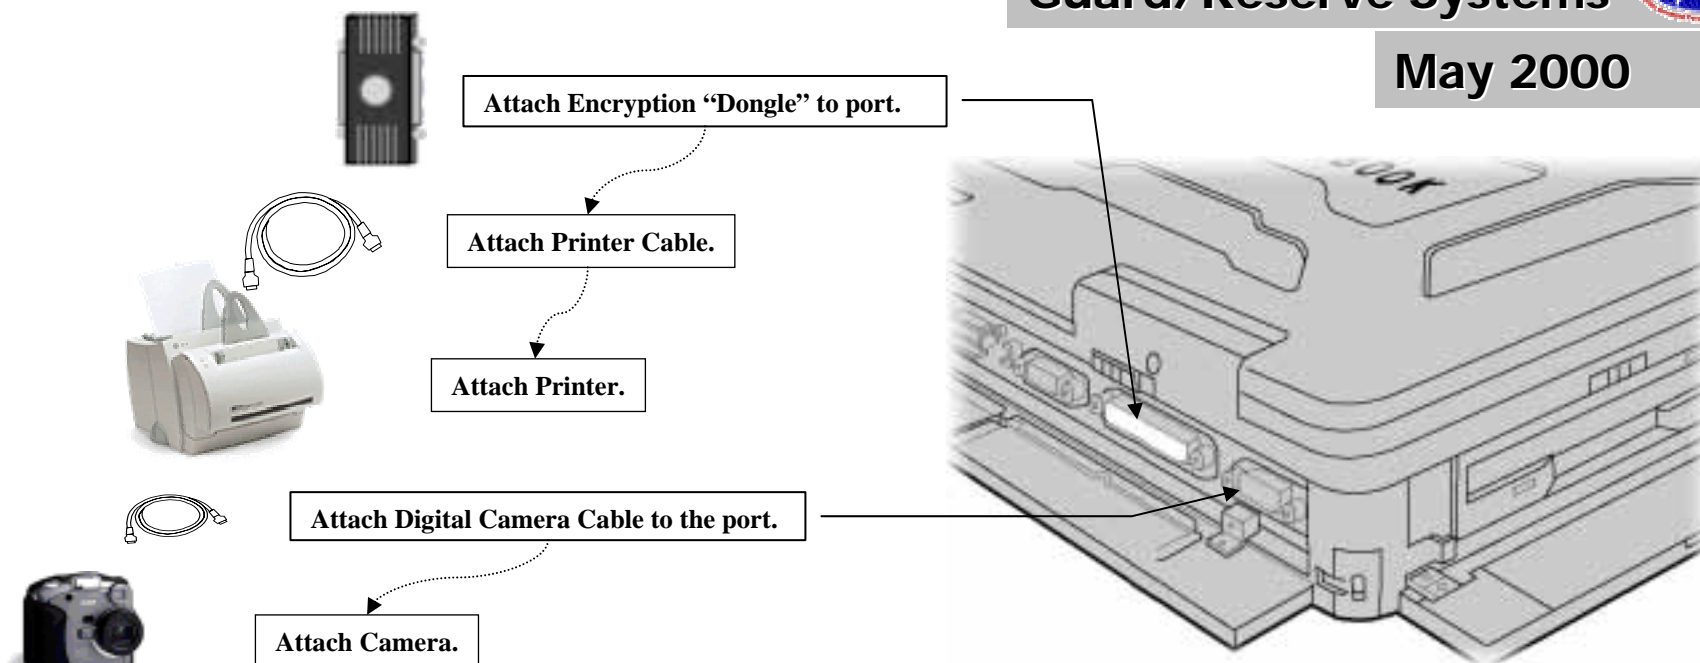 Guard/Reserve Systems
May 2000
Attach Encryption “Dongle” to port.
Attach Printer Cable.
Attach Printer.
Attach Digital Camera Cable to the port.
Attach Camera.